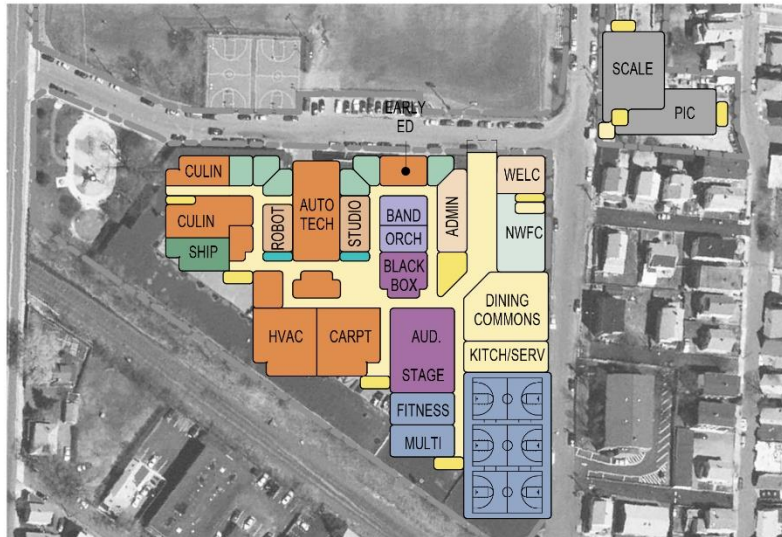 SCALE
PIC
EARLY
ED
CULIN
AUTO
TECH
WELC
CULIN
ROBOT
STUDIO
BAND
ADMIN
ORCH
NWFC
SHIP
BLACK
BOX
DINING
COMMONS
HVAC
CARPT
AUD.
KITCH/SERV
STAGE
FITNESS
MULTI